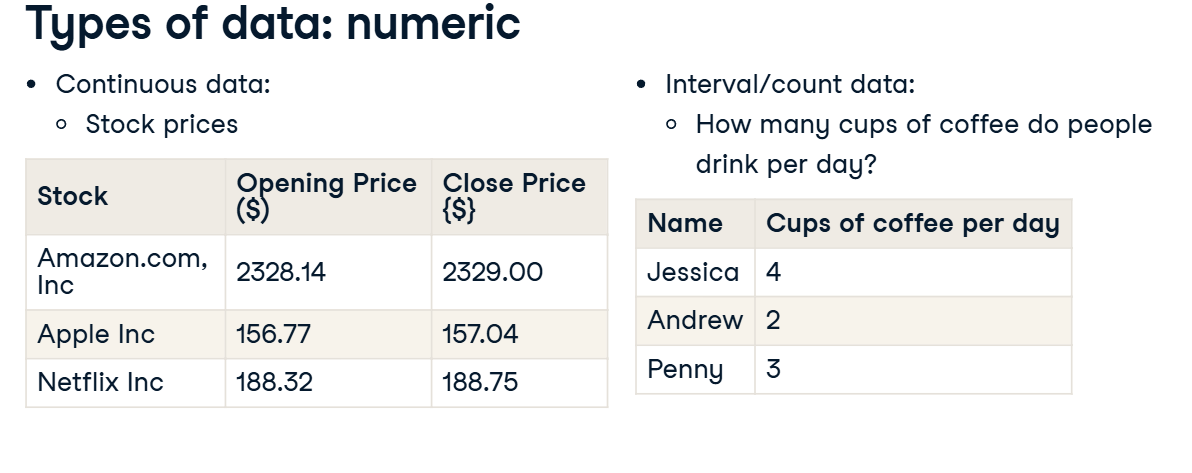 Types of data: numeric
• Continuous data:
○ Stock prices
Stock Opening Price ($) Close Price {$}
Amazon.com, Inc 2328.14 2329.00
Apple Inc 156.77 157.04
Netflix Inc 188.32 188.75
• Interval/count data:
○ How many cups of coffee do people
drink per day?
Name Cups of coffee per day
Jessica 4
Andrew 2
Penny 3